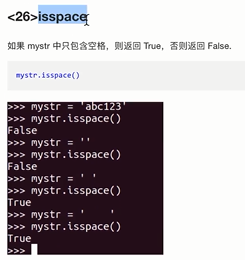 <26>isspace
如果 mystr 中只包含空格，则返回 True，否则返回 False.
mystr.isspace()
>>> mystr = 'abc123'
>>> mystr.isspace()
False
>>> mystr = ''
>>> mystr.isspace()
False
>>> mystr = ' '
>>> mystr.isspace()
True
>>> mystr = '    '
>>> mystr.isspace()
True
>>>